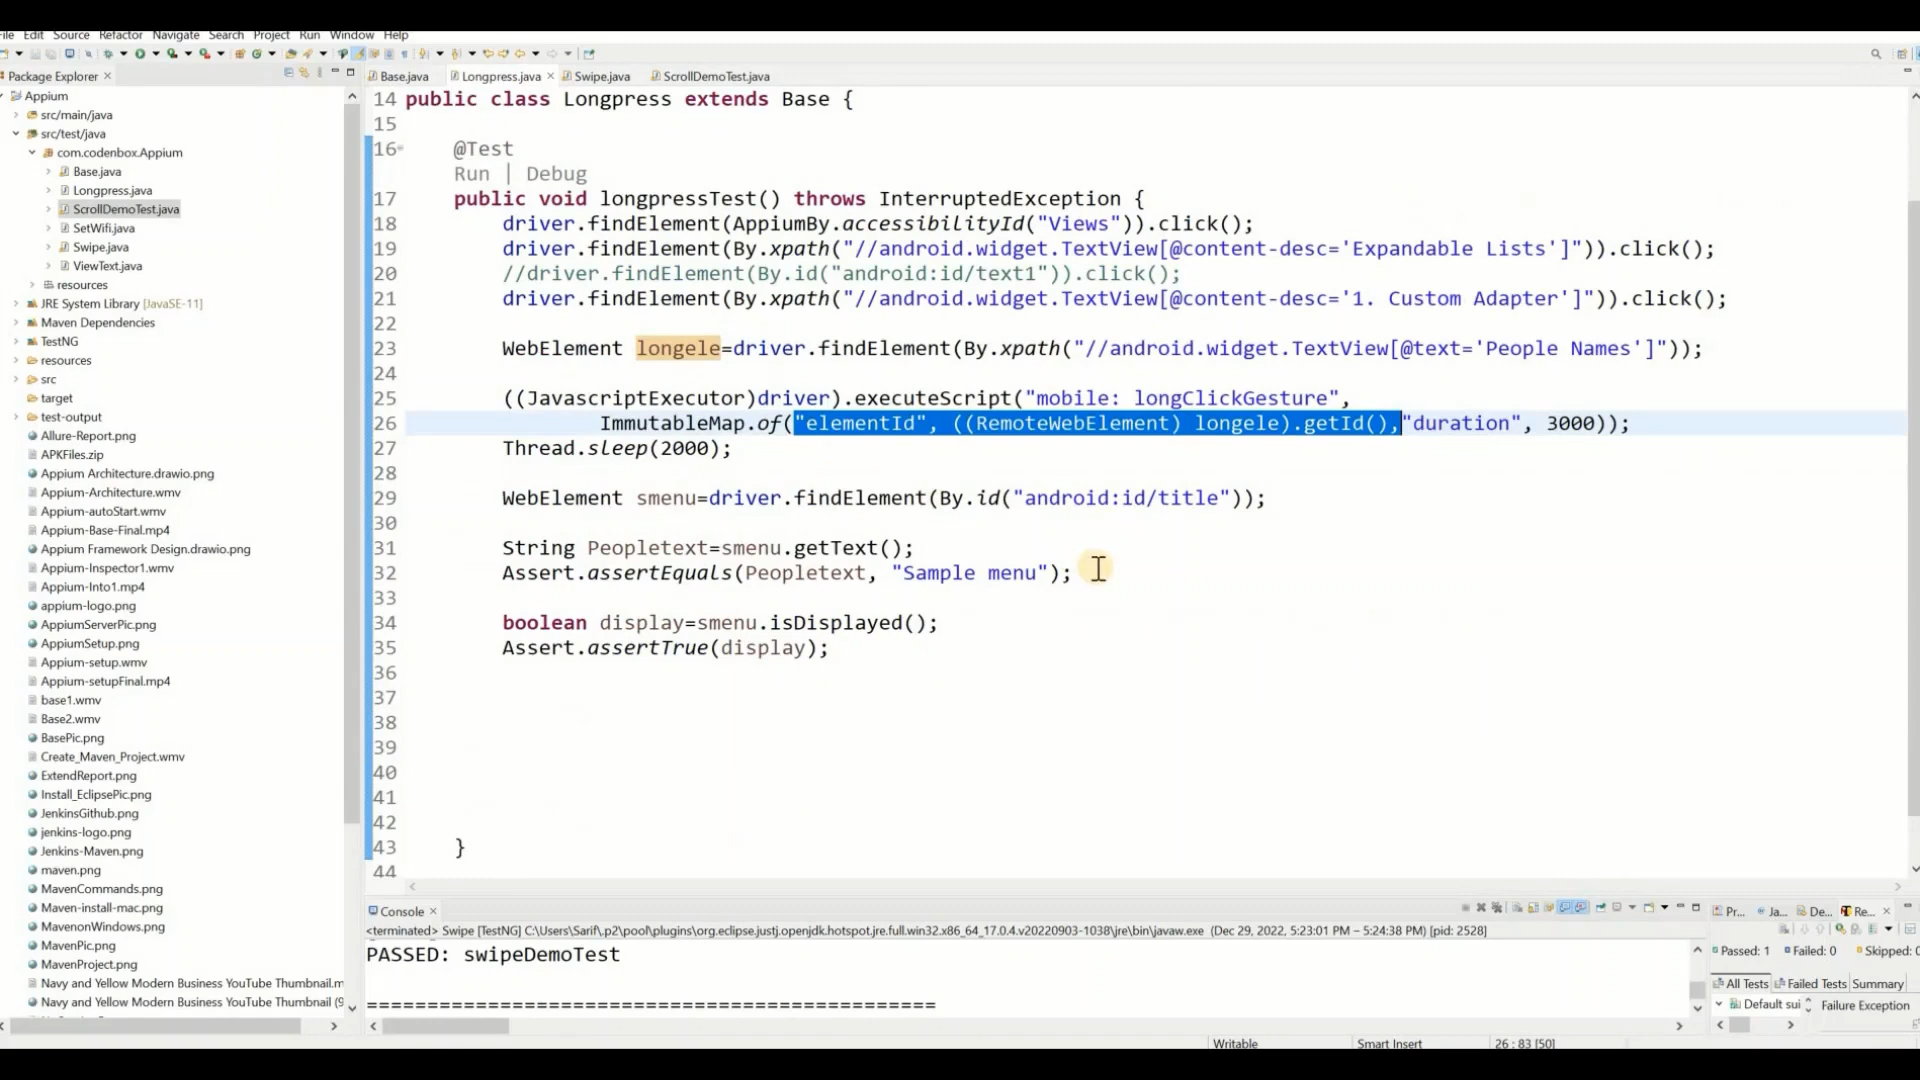 File Edit Source Refactor Navigate Search Project Run Window Help
Package Explorer
Base.java Longpress.java Swipe.java ScrollDemoTest.java
Appium
src/main/java
src/test/java
com.codenbox.Appium
Base.java
Longpress.java
ScrollDemoTest.java
SetWifi.java
Swipe.java
ViewText.java
resources
JRE System Library [JavaSE-11]
Maven Dependencies
TestNG
resources
src
target
test-output
Allure-Report.png
APKFiles.zip
Appium Architecture.drawio.png
Appium-Architecture.wmv
Appium-autoStart.wmv
Appium-Base-Final.mp4
Appium Framework Design.drawio.png
Appium-Inspector1.wmv
Appium-Into1.mp4
appium-logo.png
AppiumServerPic.png
AppiumSetup.png
Appium-setup.wmv
Appium-setupFinal.mp4
base1.wmv
Base2.wmv
BasePic.png
Create_Maven_Project.wmv
ExtendReport.png
Install_EclipsePic.png
JenkinsGithub.png
jenkins-logo.png
Jenkins-Maven.png
maven.png
MavenCommands.png
Maven-install-mac.png
MavenonWindows.png
MavenPic.png
MavenProject.png
Navy and Yellow Modern Business YouTube Thumbnail.m
Navy and Yellow Modern Business YouTube Thumbnail (9
14 public class Longpress extends Base {
15
16 @Test
Run | Debug
17 public void longpressTest() throws InterruptedException {
18 driver.findElement(AppiumBy.accessibilityId("Views")).click();
19 driver.findElement(By.xpath("//android.widget.TextView[@content-desc='Expandable Lists']")).click();
20 //driver.findElement(By.id("android:id/text1")).click();
21 driver.findElement(By.xpath("//android.widget.TextView[@content-desc='1. Custom Adapter']")).click();
22
23 WebElement longele=driver.findElement(By.xpath("//android.widget.TextView[@text='People Names']"));
24
25 ((JavascriptExecutor)driver).executeScript("mobile: longClickGesture",
26 ImmutableMap.of("elementId", ((RemoteWebElement) longele).getId(),"duration", 3000));
27 Thread.sleep(2000);
28
29 WebElement smenu=driver.findElement(By.id("android:id/title"));
30
31 String Peopletext=smenu.getText();
32 Assert.assertEquals(Peopletext, "Sample menu");
33
34 boolean display=smenu.isDisplayed();
35 Assert.assertTrue(display);
36
37
38
39
40
41
42
43 }
44
Console
<terminated> Swipe [TestNG] C:\Users\Sarif\.p2\pool\plugins\org.eclipse.justj.openjdk.hotspot.jre.full.win32.x86_64_17.0.4.v20220903-1038\jre\bin\javaw.exe (Dec 29, 2022, 5:23:01 PM – 5:24:38 PM) [pid: 2528]
PASSED: swipeDemoTest
===============================================
Pr... Ja... De... Re...
Passed: 1 Failed: 0 Skipped: 0
All Tests Failed Tests Summary
Default sui Failure Exception
Writable Smart Insert 26 : 83 [50]